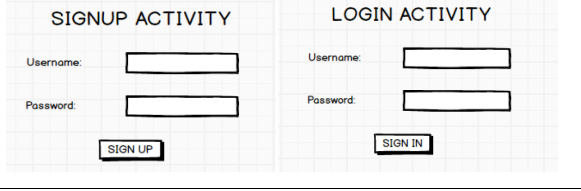 SIGNUP ACTIVITY
Username:
Password:
SIGN UP
LOGIN ACTIVITY
Username:
Password:
SIGN IN